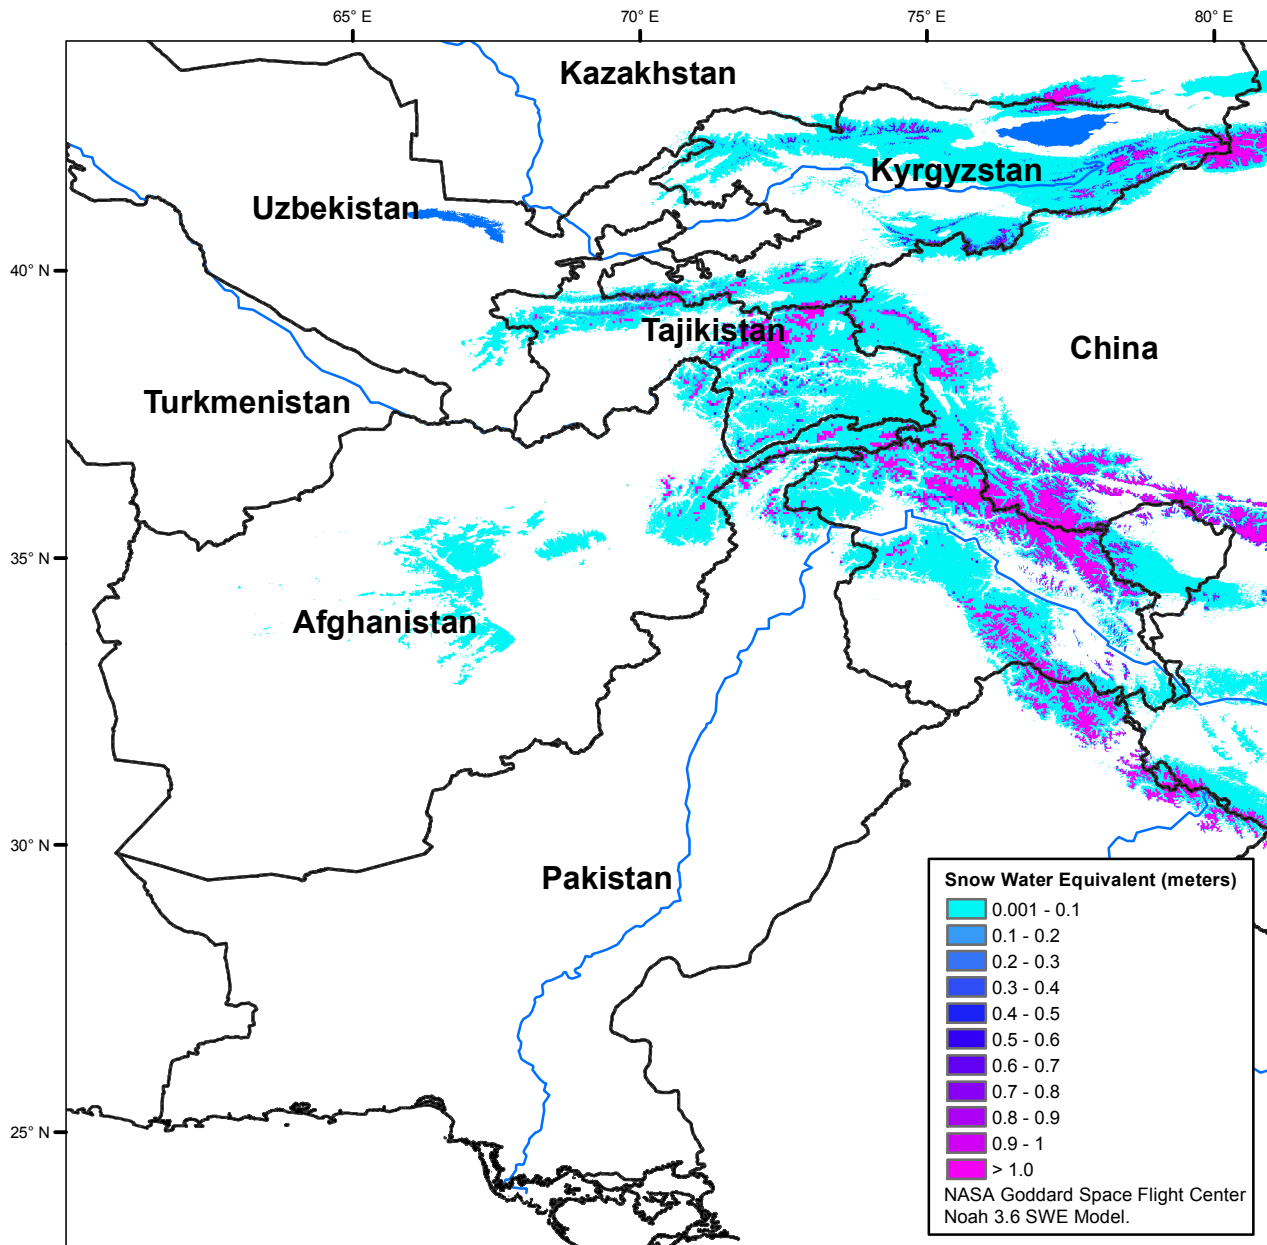 65° E
70° E
75° E
80° E
Kazakhstan
Kyrgyzstan
Uzbekistan
40° N
Tajikistan
China
Turkmenistan
35° N
Afghanistan
30° N
Pakistan
25° N
Snow Water Equivalent (meters)
0.001 - 0.1
0.1 - 0.2
0.2 - 0.3
0.3 - 0.4
0.4 - 0.5
0.5 - 0.6
0.6 - 0.7
0.7 - 0.8
0.8 - 0.9
0.9 - 1
> 1.0
NASA Goddard Space Flight Center
Noah 3.6 SWE Model.